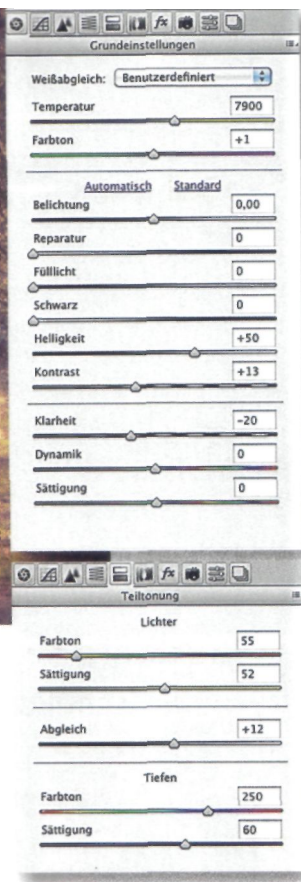 fx
Grundeinstellungen
Weißabgleich: Benutzerdefiniert
Temperatur 7900
Farbton +1
Automatisch Standard
Belichtung 0,00
Reparatur 0
Fülllicht 0
Schwarz 0
Helligkeit +50
Kontrast +13
Klarheit -20
Dynamik 0
Sättigung 0
fx
Teiltonung
Lichter
Farbton 55
Sättigung 52
Abgleich +12
Tiefen
Farbton 250
Sättigung 60